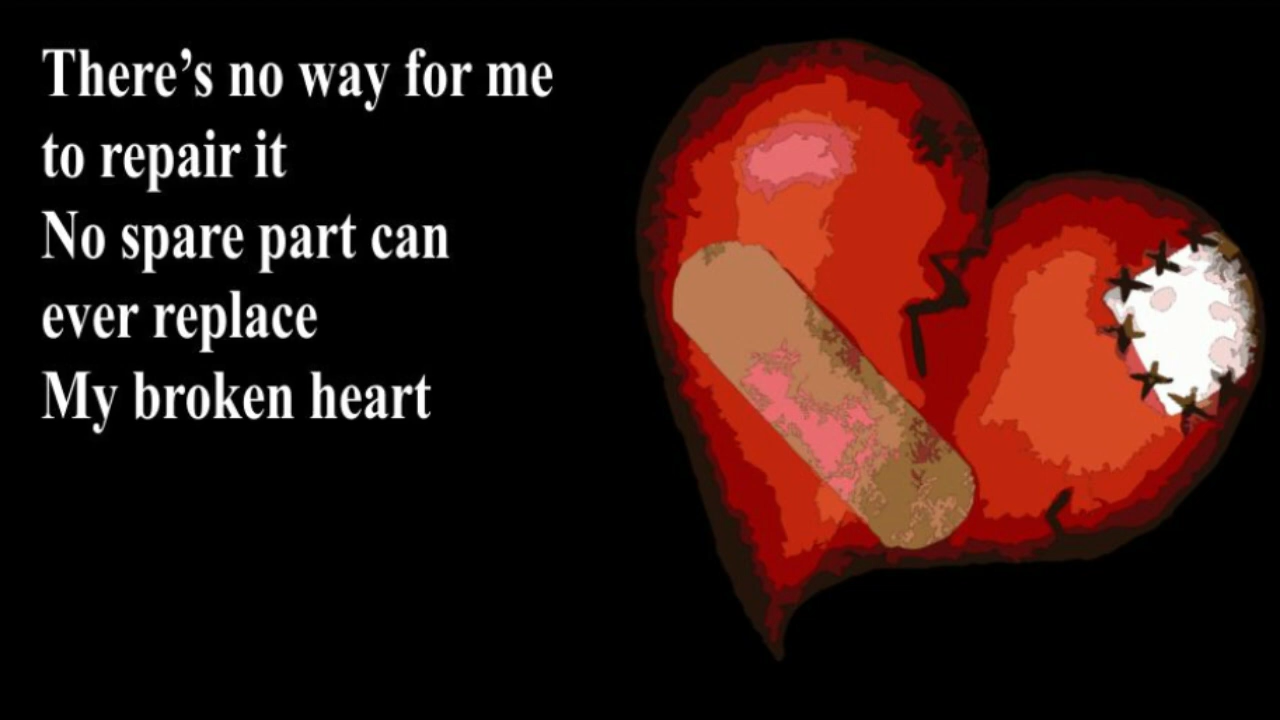 There’s no way for me
to repair it
No spare part can
ever replace
My broken heart